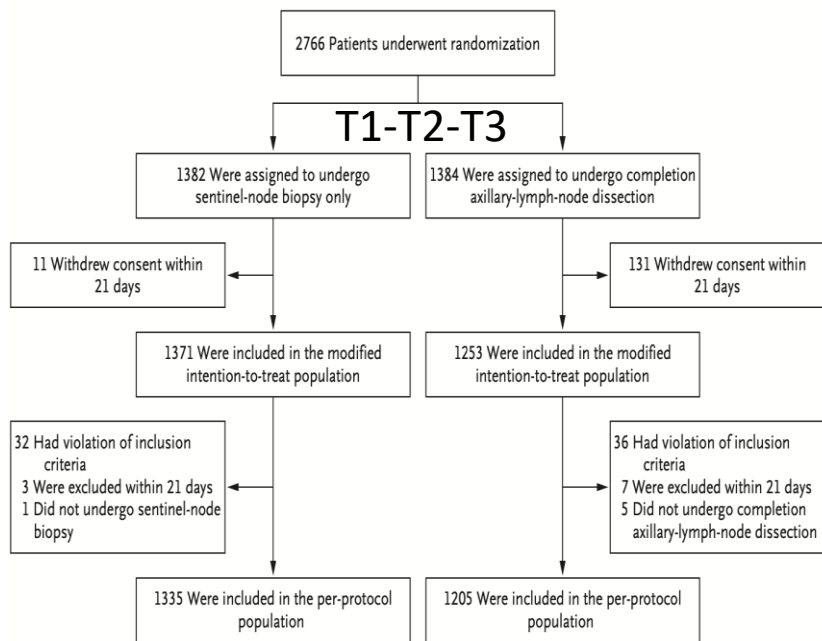 2766 Patients underwent randomization
T1-T2-T3
1382 Were assigned to undergo
sentinel-node biopsy only
1384 Were assigned to undergo completion
axillary-lymph-node dissection
11 Withdrew consent within
21 days
131 Withdrew consent within
21 days
1371 Were included in the modified
intention-to-treat population
1253 Were included in the modified
intention-to-treat population
32 Had violation of inclusion
criteria
3 Were excluded within 21 days
1 Did not undergo sentinel-node
biopsy
36 Had violation of inclusion
criteria
7 Were excluded within 21 days
5 Did not undergo completion
axillary-lymph-node dissection
1335 Were included in the per-protocol
population
1205 Were included in the per-protocol
population